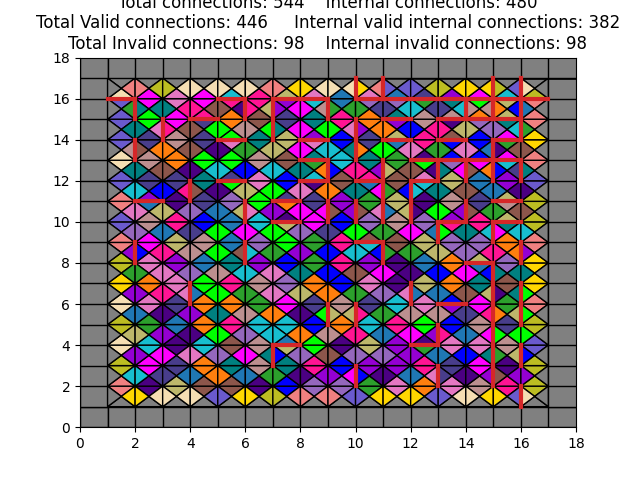 Total connections: 544    Internal connections: 480
Total Valid connections: 446    Internal valid internal connections: 382
Total Invalid connections: 98    Internal invalid connections: 98
18
16
14
12
10
8
6
4
2
0
0 2 4 6 8 10 12 14 16 18